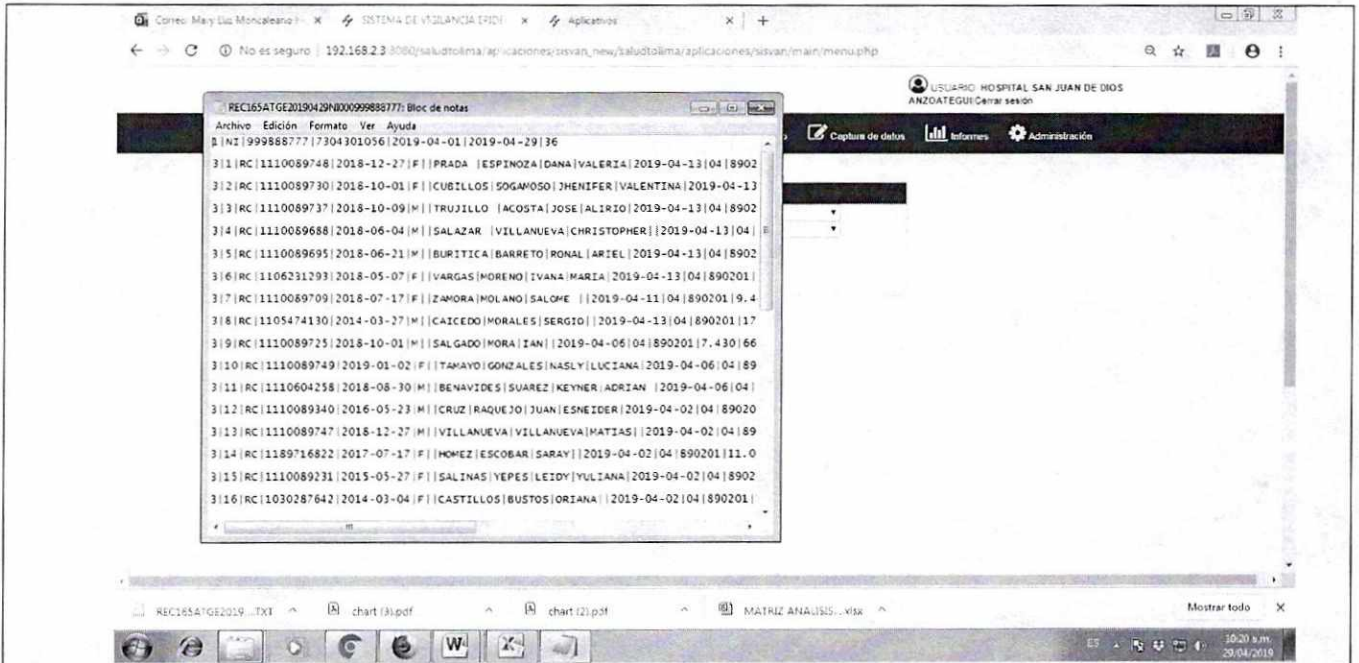 Correo: Mary Luz Moncaleano
SISTEMA DE VIGILANCIA EPIDE
Aplicativos
No es seguro | 192.168.2.3:3080/saludtolima/aplicaciones/sisvan_new/saludtolima/aplicaciones/sisvan/main/menu.php
USUARIO: HOSPITAL SAN JUAN DE DIOS
ANZOATEGUI Cerrar sesión
Captura de datos Informes Administración
REC165ATGE20190429NI000999888777: Bloc de notas
Archivo Edición Formato Ver Ayuda
1|NI|999888777|7304301056|2019-04-01|2019-04-29|36
3|1|RC|1110089748|2018-12-27|F||PRADA |ESPINOZA|DANA|VALERIA|2019-04-13|04|8902
3|2|RC|1110089730|2018-10-01|F||CUBILLOS|SOGAMOSO|JHENIFER|VALENTINA|2019-04-13
3|3|RC|1110089737|2018-10-09|M||TRUJILLO |ACOSTA|JOSE|ALIRIO|2019-04-13|04|8902
3|4|RC|1110089688|2018-06-04|M||SALAZAR |VILLANUEVA|CHRISTOPHER||2019-04-13|04|
3|5|RC|1110089695|2018-06-21|M||BURITICA|BARRETO|RONAL|ARIEL|2019-04-13|04|8902
3|6|RC|1106231293|2018-05-07|F||VARGAS|MORENO|IVANA|MARIA|2019-04-13|04|890201|
3|7|RC|1110089709|2018-07-17|F||ZAMORA|MOLANO|SALOME ||2019-04-11|04|890201|9.4
3|8|RC|1105474130|2014-03-27|M||CAICEDO|MORALES|SERGIO||2019-04-13|04|890201|17
3|9|RC|1110089725|2018-10-01|M||SALGADO|MORA|IAN||2019-04-06|04|890201|7.430|66
3|10|RC|1110089749|2019-01-02|F||TAMAYO|GONZALES|NASLY|LUCIANA|2019-04-06|04|89
3|11|RC|1110604258|2018-08-30|M||BENAVIDES|SUAREZ|KEYNER|ADRIAN |2019-04-06|04|
3|12|RC|1110089340|2016-05-23|M||CRUZ|RAQUEJO|JUAN|ESNEIDER|2019-04-02|04|89020
3|13|RC|1110089747|2018-12-27|M||VILLANUEVA|VILLANUEVA|MATIAS||2019-04-02|04|89
3|14|RC|1189716822|2017-07-17|F||HOMEZ|ESCOBAR|SARAY||2019-04-02|04|890201|11.0
3|15|RC|1110089231|2015-05-27|F||SALINAS|YEPES|LEIDY|YULIANA|2019-04-02|04|8902
3|16|RC|1030287642|2014-03-04|F||CASTILLOS|BUSTOS|ORIANA||2019-04-02|04|890201|
REC165ATGE2019....TXT
chart (3).pdf
chart (2).pdf
MATRIZ ANALISIS....xlsx
Mostrar todo
ES
10:20 a.m.
29/04/2019